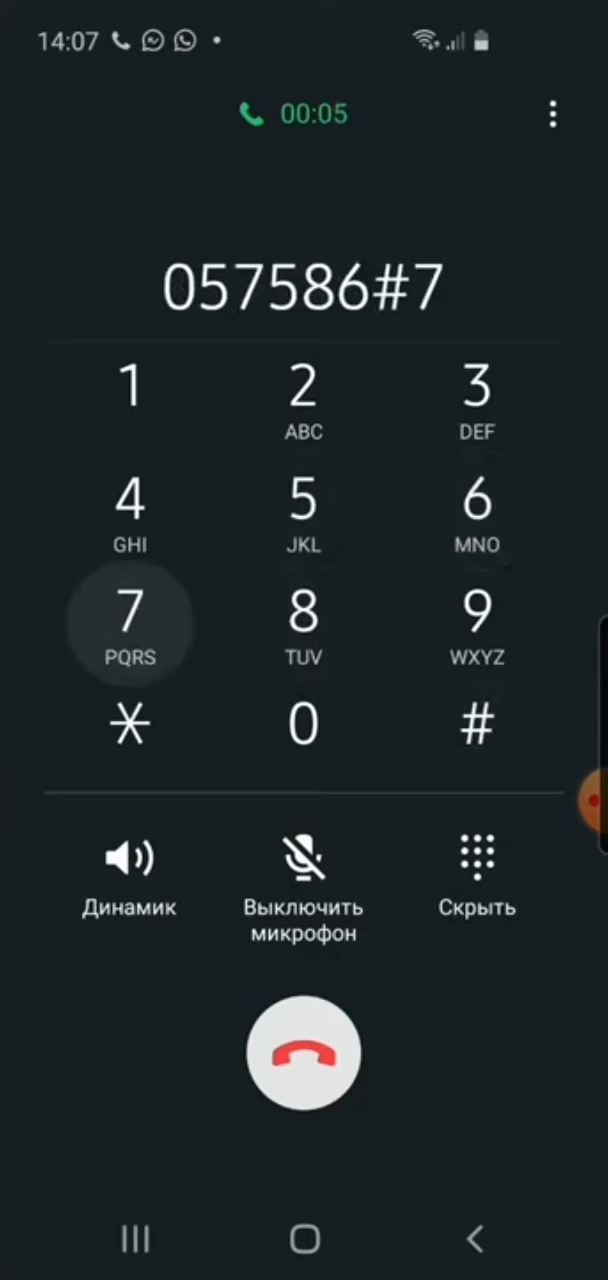 14:07
00:05
057586#7
1 2 3
ABC DEF
4 5 6
GHI JKL MNO
7 8 9
PQRS TUV WXYZ
* 0 #
Динамик Выключить Скрыть
микрофон